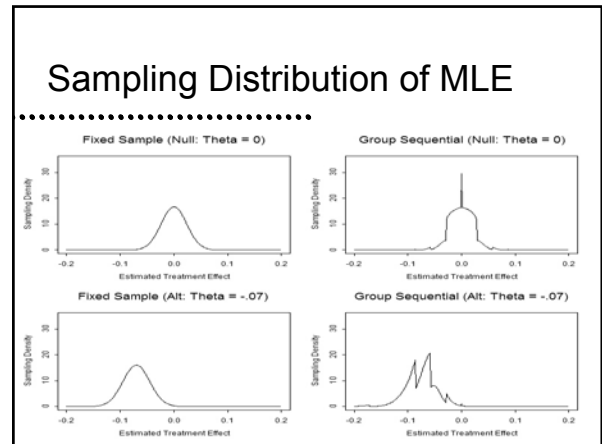 Sampling Distribution of MLE
Fixed Sample (Null: Theta = 0)
Sampling Density
0 10 20 30
-0.2 -0.1 0.0 0.1 0.2
Estimated Treatment Effect
Group Sequential (Null: Theta = 0)
Sampling Density
0 10 20 30
-0.2 -0.1 0.0 0.1 0.2
Estimated Treatment Effect
Fixed Sample (Alt: Theta = -.07)
Sampling Density
0 10 20 30
-0.2 -0.1 0.0 0.1 0.2
Estimated Treatment Effect
Group Sequential (Alt: Theta = -.07)
Sampling Density
0 10 20 30
-0.2 -0.1 0.0 0.1 0.2
Estimated Treatment Effect